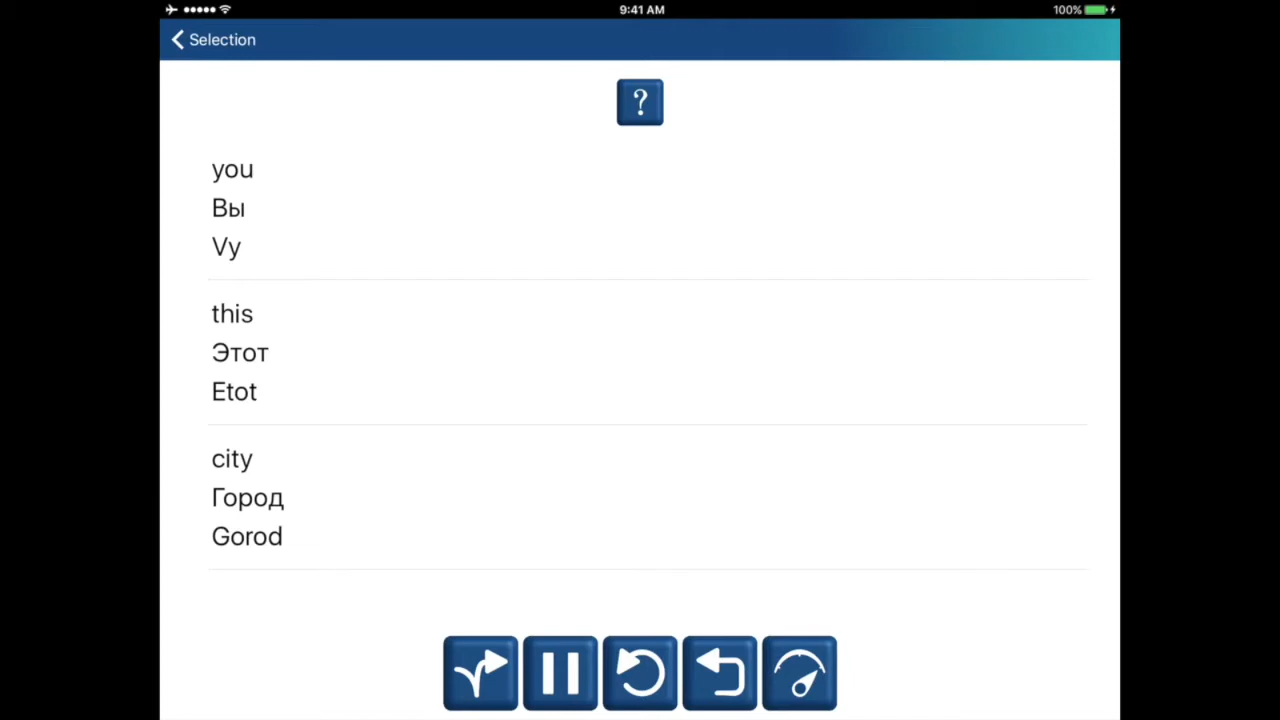 9:41 AM
100%
Selection
?
you
Вы
Vy
this
Этот
Etot
city
Город
Gorod